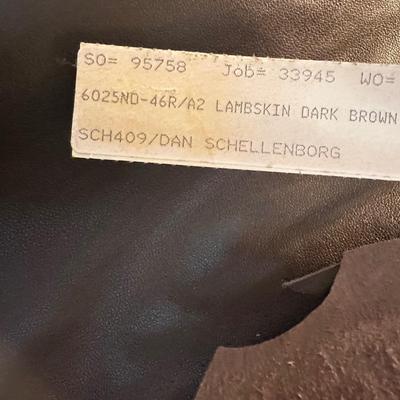 SO= 95758 Job= 33945 WO=
6025ND-46R/A2 LAMBSKIN DARK BROWN
SCH409/DAN SCHELLENBORG